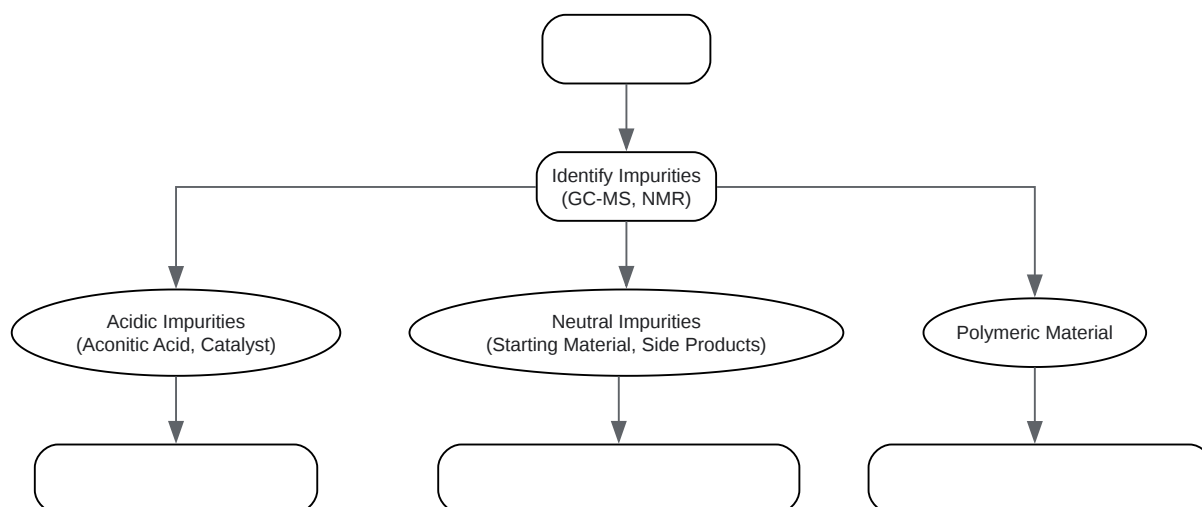 Identify Impurities
(GC-MS, NMR)
Acidic Impurities
(Aconitic Acid, Catalyst)
Neutral Impurities
(Starting Material, Side Products)
Polymeric Material